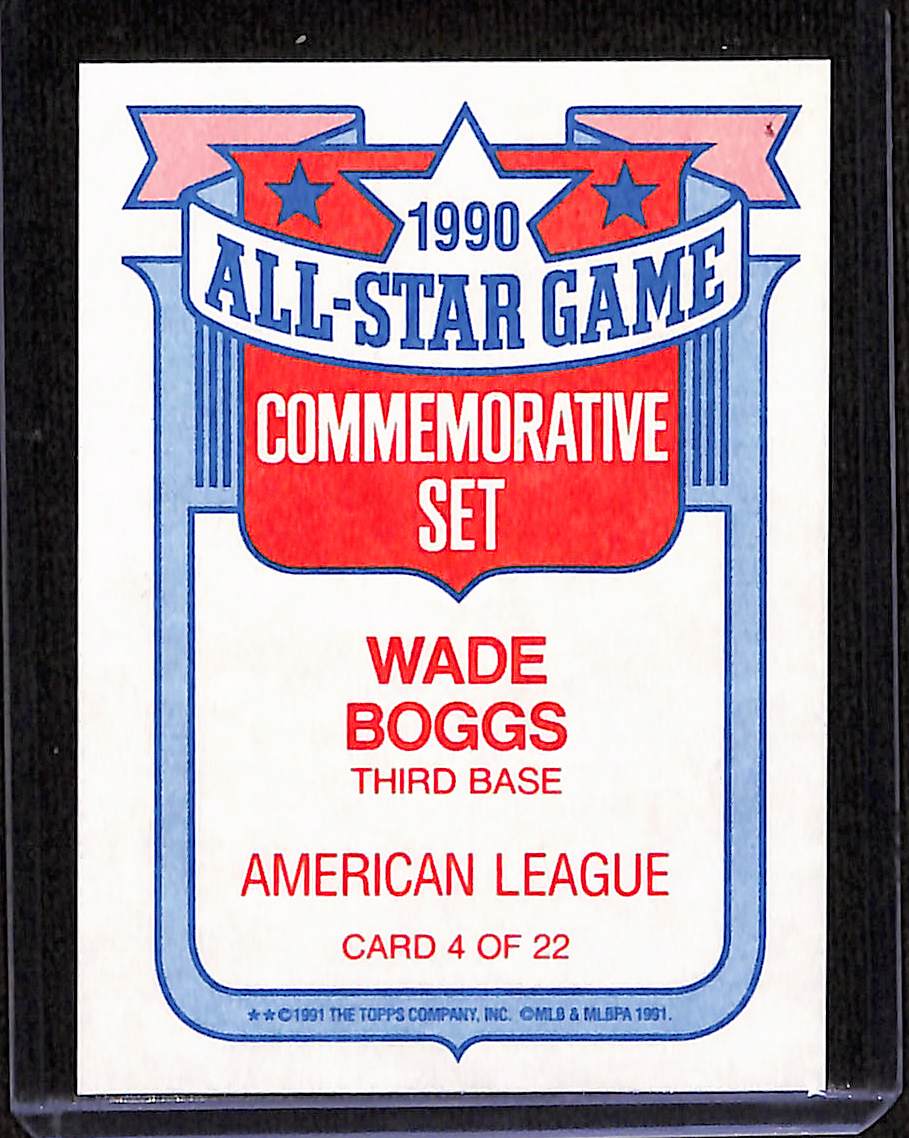 1990
ALL-STAR GAME
COMMEMORATIVE
SET
WADE
BOGGS
THIRD BASE
AMERICAN LEAGUE
CARD 4 OF 22
**©1991 THE TOPPS COMPANY, INC. ©MLB & MLBPA 1991.